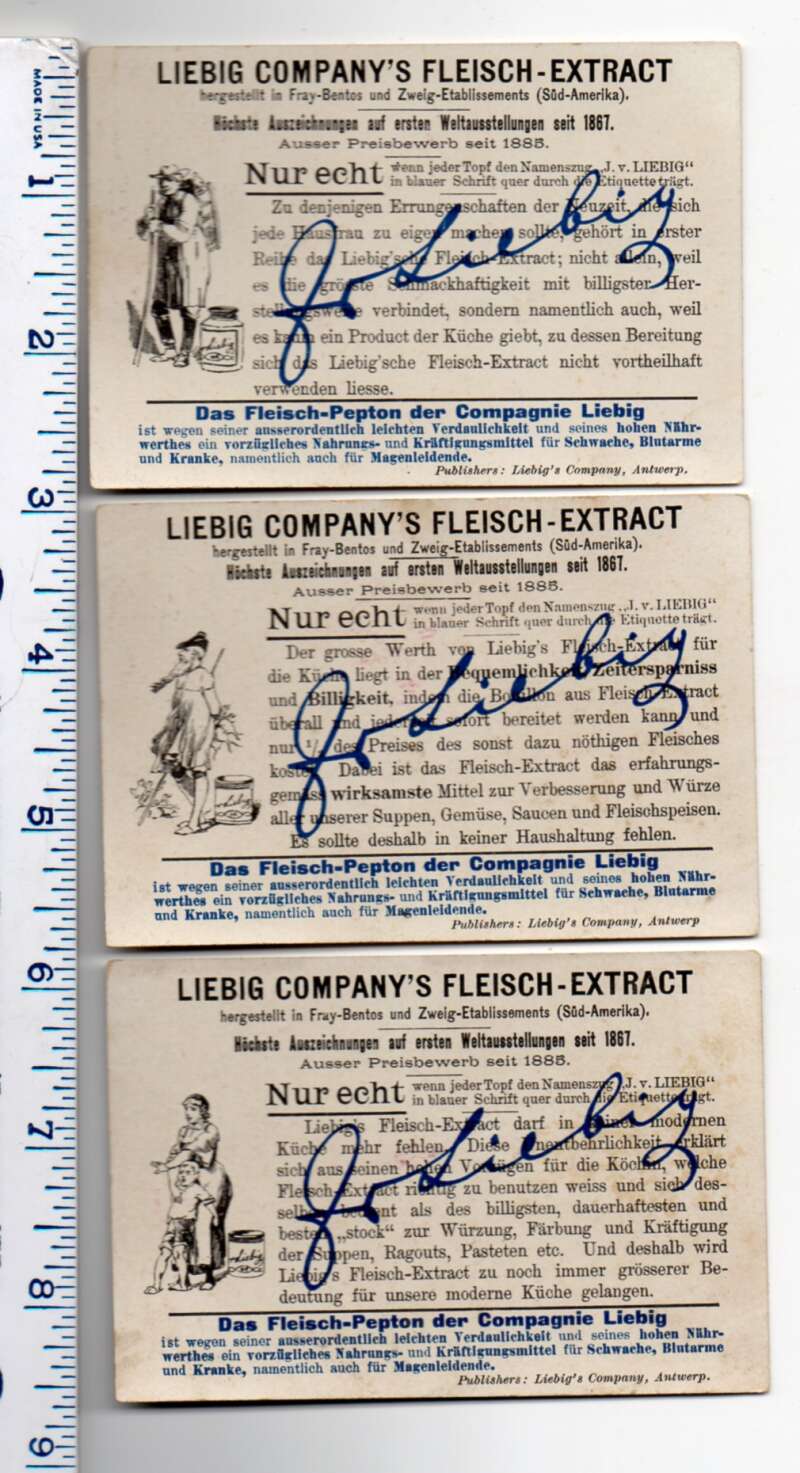 MADE IN USA
1
2
3
4
5
6
7
8
9
LIEBIG COMPANY'S FLEISCH-EXTRACT
hergestellt in Fray-Bentos und Zweig-Etablissements (Süd-Amerika).
Höchste Auszeichnungen auf ersten Weltausstellungen seit 1867.
Ausser Preisbewerb seit 1885.
Nur echt wenn jeder Topf den Namenszug „J. v. LIEBIG“
in blauer Schrift quer durch die Etiquette trägt.
Zu denjenigen Errungenschaften der Neuzeit, die sich
jede Hausfrau zu eigen machen sollte, gehört in erster
Reihe das Liebig'sche Fleisch-Extract; nicht allein, weil
es die grösste Schmackhaftigkeit mit billigster Her-
stellungsweise verbindet, sondern namentlich auch, weil
es kaum ein Product der Küche giebt, zu dessen Bereitung
sich das Liebig'sche Fleisch-Extract nicht vortheilhaft
verwenden liesse.
J v Liebig
Liebig
Das Fleisch-Pepton der Compagnie Liebig
ist wegen seiner ausserordentlich leichten Verdaulichkeit und seines hohen Nähr-
werthes ein vorzügliches Nahrungs- und Kräftigungsmittel für Schwache, Blutarme
und Kranke, namentlich auch für Magenleidende.
Publishers: Liebig's Company, Antwerp.
LIEBIG COMPANY'S FLEISCH-EXTRACT
hergestellt in Fray-Bentos und Zweig-Etablissements (Süd-Amerika).
Höchste Auszeichnungen auf ersten Weltausstellungen seit 1867.
Ausser Preisbewerb seit 1885.
Nur echt wenn jeder Topf den Namenszug „J. v. LIEBIG“
in blauer Schrift quer durch die Etiquette trägt.
Der grosse Werth von Liebig's Fleisch-Extract für
die Küche liegt in der Bequemlichkeit, Zeitersparniss
und Billigkeit, indem die Bouillon aus Fleisch-Extract
überall und jederzeit sofort bereitet werden kann und
nur des Preises des sonst dazu nöthigen Fleisches
kostet. Dabei ist das Fleisch-Extract das erfahrungs-
gemäss wirksamste Mittel zur Verbesserung und Würze
aller unserer Suppen, Gemüse, Saucen und Fleischspeisen.
Es sollte deshalb in keiner Haushaltung fehlen.
J v Liebig
Liebig
Das Fleisch-Pepton der Compagnie Liebig
ist wegen seiner ausserordentlich leichten Verdaulichkeit und seines hohen Nähr-
werthes ein vorzügliches Nahrungs- und Kräftigungsmittel für Schwache, Blutarme
und Kranke, namentlich auch für Magenleidende.
Publishers: Liebig's Company, Antwerp
LIEBIG COMPANY'S FLEISCH-EXTRACT
hergestellt in Fray-Bentos und Zweig-Etablissements (Süd-Amerika).
Höchste Auszeichnungen auf ersten Weltausstellungen seit 1867.
Ausser Preisbewerb seit 1885.
Nur echt wenn jeder Topf den Namenszug „J. v. LIEBIG“
in blauer Schrift quer durch die Etiquette trägt.
Liebig's Fleisch-Extract darf in keiner modernen
Küche mehr fehlen. Diese Unentbehrlichkeit erklärt
sich aus seinen hohen Vorzügen für die Köchin, welche
Fleisch-Extract richtig zu benutzen weiss und sich des-
selben bedient als des billigsten, dauerhaftesten und
besten „stock“ zur Würzung, Färbung und Kräftigung
der Suppen, Ragouts, Pasteten etc. Und deshalb wird
Liebig's Fleisch-Extract zu noch immer grösserer Be-
deutung für unsere moderne Küche gelangen.
J v Liebig
Liebig
Das Fleisch-Pepton der Compagnie Liebig
ist wegen seiner ausserordentlich leichten Verdaulichkeit und seines hohen Nähr-
werthes ein vorzügliches Nahrungs- und Kräftigungsmittel für Schwache, Blutarme
und Kranke, namentlich auch für Magenleidende.
Publishers: Liebig's Company, Antwerp.